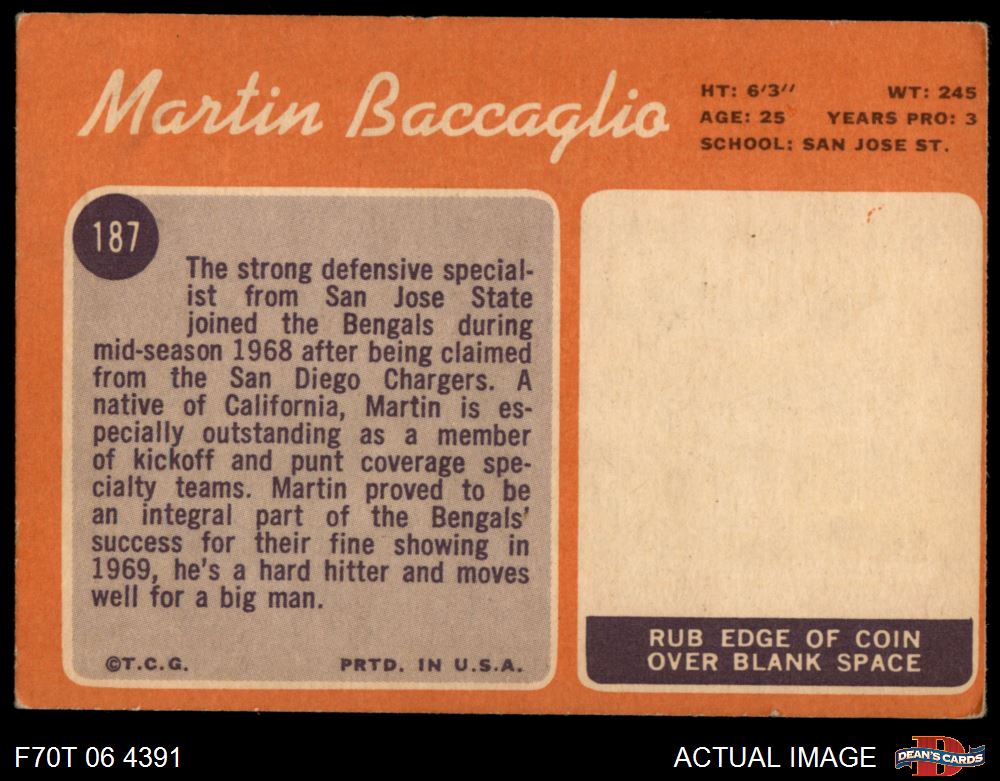 Martin Baccaglio
HT: 6'3'' WT: 245
AGE: 25 YEARS PRO: 3
SCHOOL: SAN JOSE ST.
187
The strong defensive special-
ist from San Jose State
joined the Bengals during
mid-season 1968 after being claimed
from the San Diego Chargers. A
native of California, Martin is es-
pecially outstanding as a member
of kickoff and punt coverage spe-
cialty teams. Martin proved to be
an integral part of the Bengals'
success for their fine showing in
1969, he's a hard hitter and moves
well for a big man.
©T.C.G. PRTD. IN U.S.A.
RUB EDGE OF COIN
OVER BLANK SPACE
F70T 06 4391 ACTUAL IMAGE
D
DEAN'S CARDS